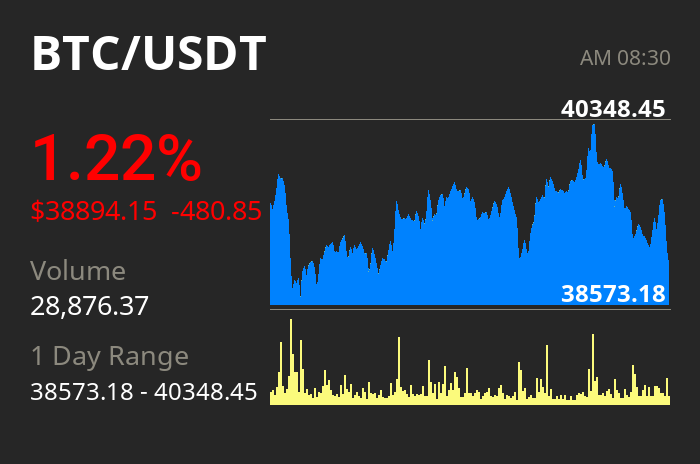 BTC/USDT
AM 08:30
40348.45
1.22%
$38894.15 -480.85
Volume
28,876.37
38573.18
1 Day Range
38573.18 - 40348.45